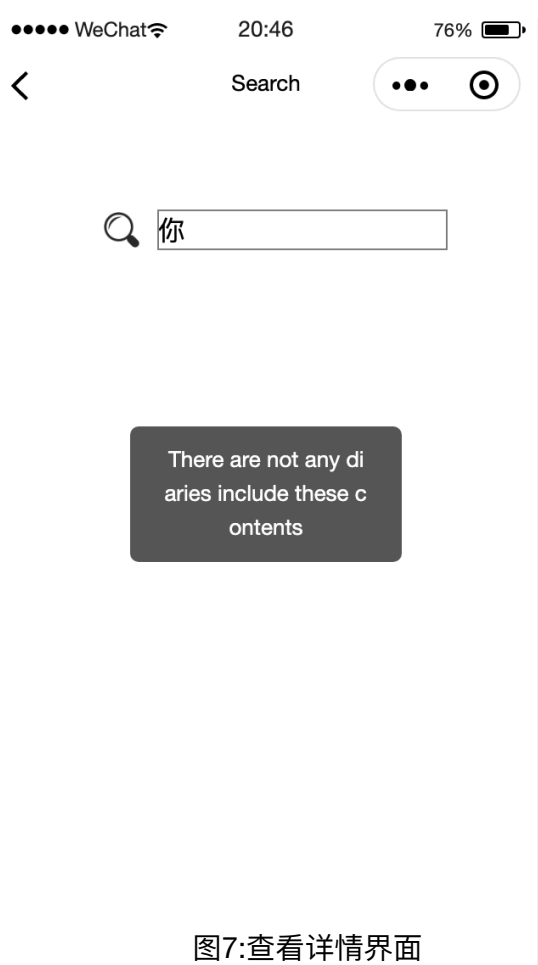 WeChat 20:46 76%
Search
你
There are not any di
aries include these c
ontents
图7:查看详情界面